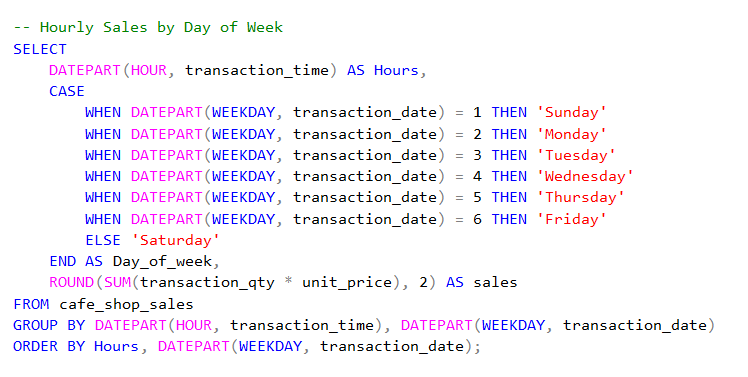 -- Hourly Sales by Day of Week
SELECT
    DATEPART(HOUR, transaction_time) AS Hours,
    CASE
        WHEN DATEPART(WEEKDAY, transaction_date) = 1 THEN 'Sunday'
        WHEN DATEPART(WEEKDAY, transaction_date) = 2 THEN 'Monday'
        WHEN DATEPART(WEEKDAY, transaction_date) = 3 THEN 'Tuesday'
        WHEN DATEPART(WEEKDAY, transaction_date) = 4 THEN 'Wednesday'
        WHEN DATEPART(WEEKDAY, transaction_date) = 5 THEN 'Thursday'
        WHEN DATEPART(WEEKDAY, transaction_date) = 6 THEN 'Friday'
        ELSE 'Saturday'
    END AS Day_of_week,
    ROUND(SUM(transaction_qty * unit_price), 2) AS sales
FROM cafe_shop_sales
GROUP BY DATEPART(HOUR, transaction_time), DATEPART(WEEKDAY, transaction_date)
ORDER BY Hours, DATEPART(WEEKDAY, transaction_date);